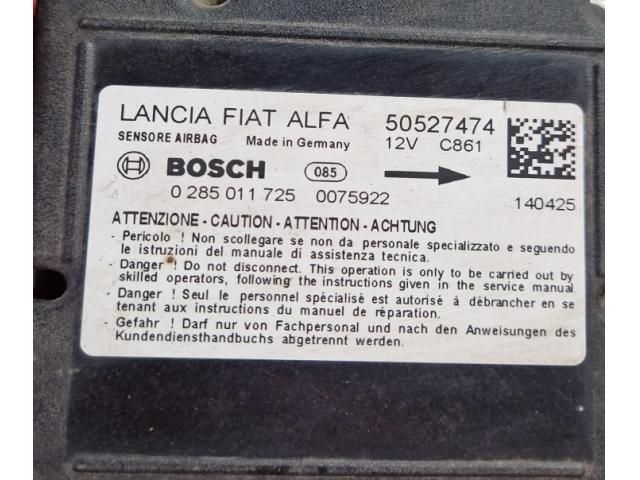 LANCIA FIAT ALFA 50527474
SENSORE AIRBAG Made in Germany 12V C861
BOSCH 085
0 285 011 725 0075922 140425
ATTENZIONE - CAUTION - ATTENTION - ACHTUNG
- Pericolo ! Non scollegare se non da personale specializzato e seguendo
le istruzioni del manuale di assistenza tecnica.
- Danger ! Do not disconnect. This operation is only to be carried out by
skilled operators, following the instructions given in the service manual
- Danger ! Seul le personnel spécialisé est autorisé à débrancher en se
tenant aux instructions du manuel de réparation.
- Gefahr ! Darf nur von Fachpersonal und nach den Anweisungen des
Kundendiensthandbuchs abgetrennt werden.